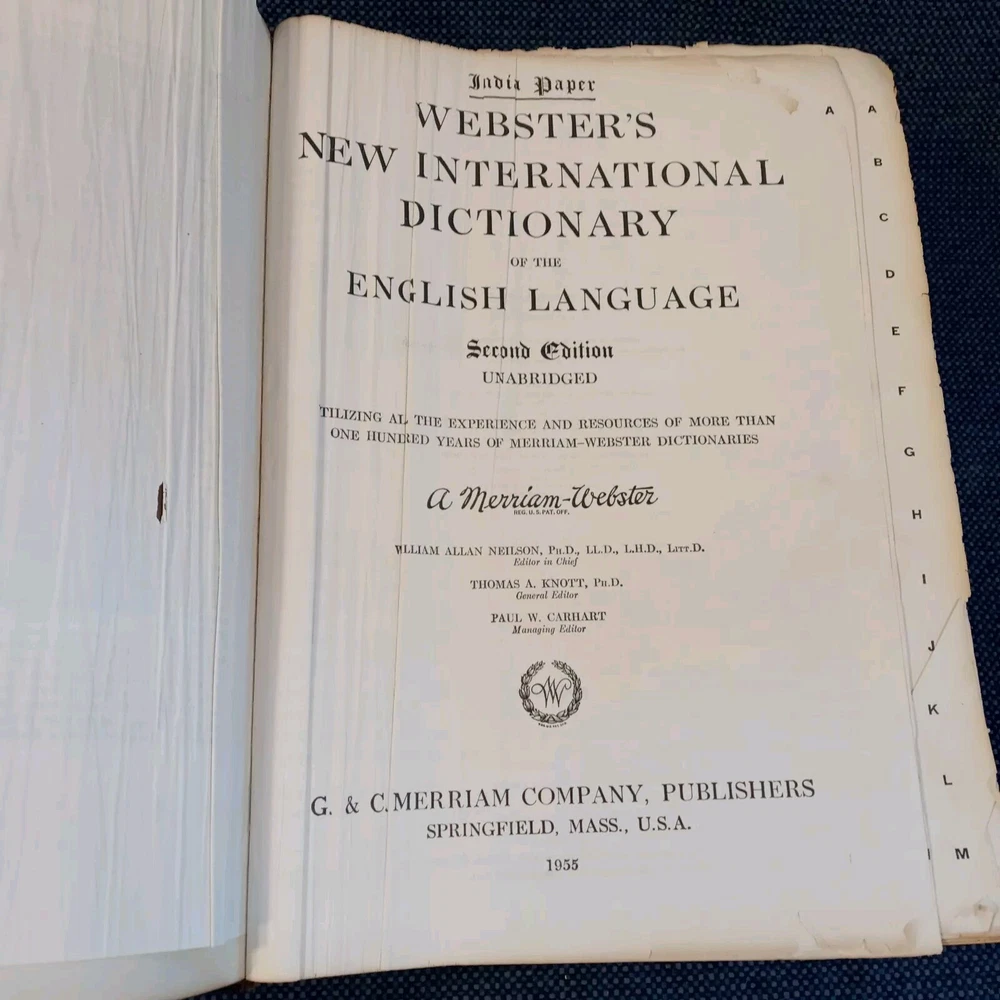 India Paper
WEBSTER'S
NEW INTERNATIONAL
DICTIONARY
OF THE
ENGLISH LANGUAGE
Second Edition
UNABRIDGED
TILIZING AL THE EXPERIENCE AND RESOURCES OF MORE THAN
ONE HUNDRED YEARS OF MERRIAM-WEBSTER DICTIONARIES
A Merriam-Webster
REG. U.S. PAT. OFF.
WILLIAM ALLAN NEILSON, PH.D., LL.D., L.H.D., LITT.D.
Editor in Chief
THOMAS A. KNOTT, PH.D.
General Editor
PAUL W. CARHART
Managing Editor
W
G. & C. MERRIAM COMPANY, PUBLISHERS
SPRINGFIELD, MASS., U.S.A.
1955
A A
B
C
D
E
F
G
H
I
J
K
L
M